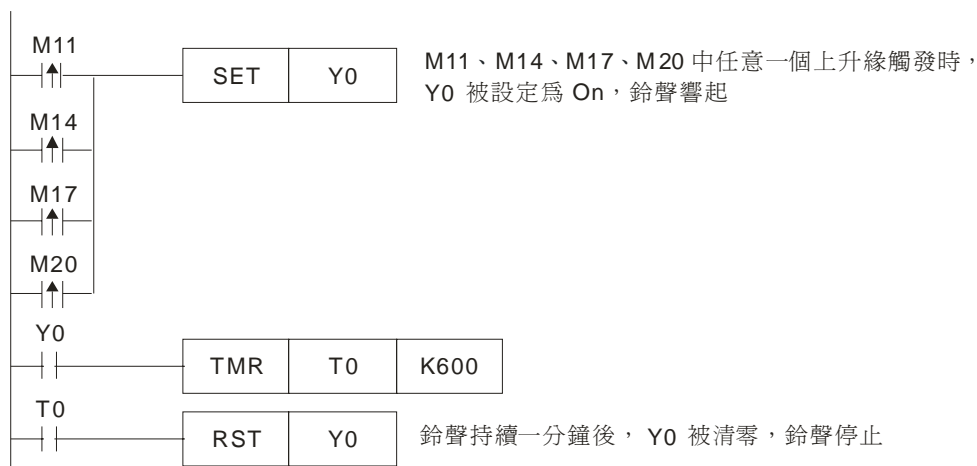 M11
SET Y0
M11、M14、M17、M20 中任意一個上升緣觸發時，
Y0 被設定爲 On，鈴聲響起
M14
M17
M20
Y0
TMR T0 K600
T0
RST Y0
鈴聲持續一分鐘後， Y0 被清零，鈴聲停止